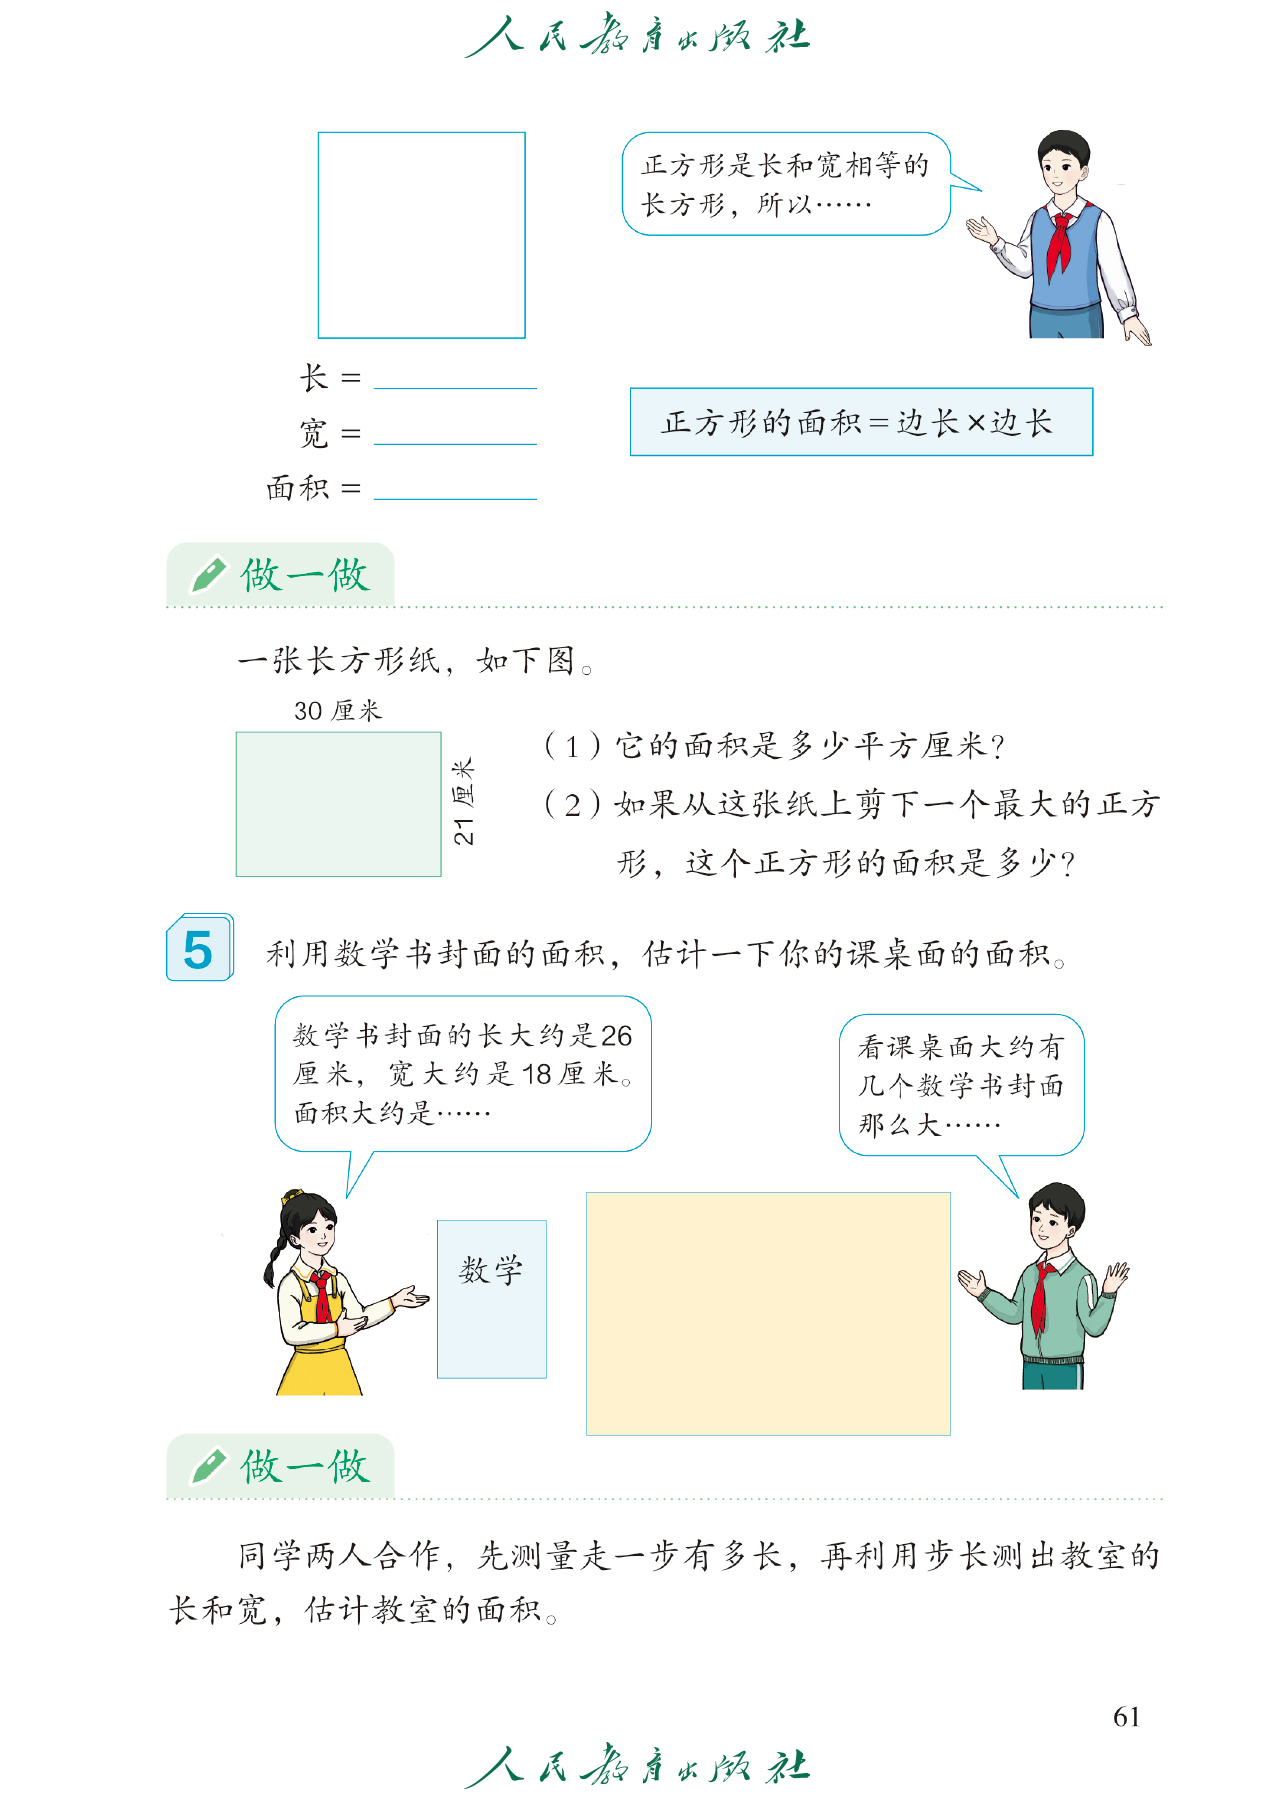 人民教育出版社
正方形是长和宽相等的
长方形，所以……
长 =
宽 =
面积 =
正方形的面积=边长×边长
做一做
一张长方形纸，如下图。
30 厘米
21 厘米
（1）它的面积是多少平方厘米？
（2）如果从这张纸上剪下一个最大的正方
形，这个正方形的面积是多少？
5 利用数学书封面的面积，估计一下你的课桌面的面积。
数学书封面的长大约是26
厘米，宽大约是18厘米。
面积大约是……
看课桌面大约有
几个数学书封面
那么大……
数学
做一做
同学两人合作，先测量走一步有多长，再利用步长测出教室的
长和宽，估计教室的面积。
61
人民教育出版社